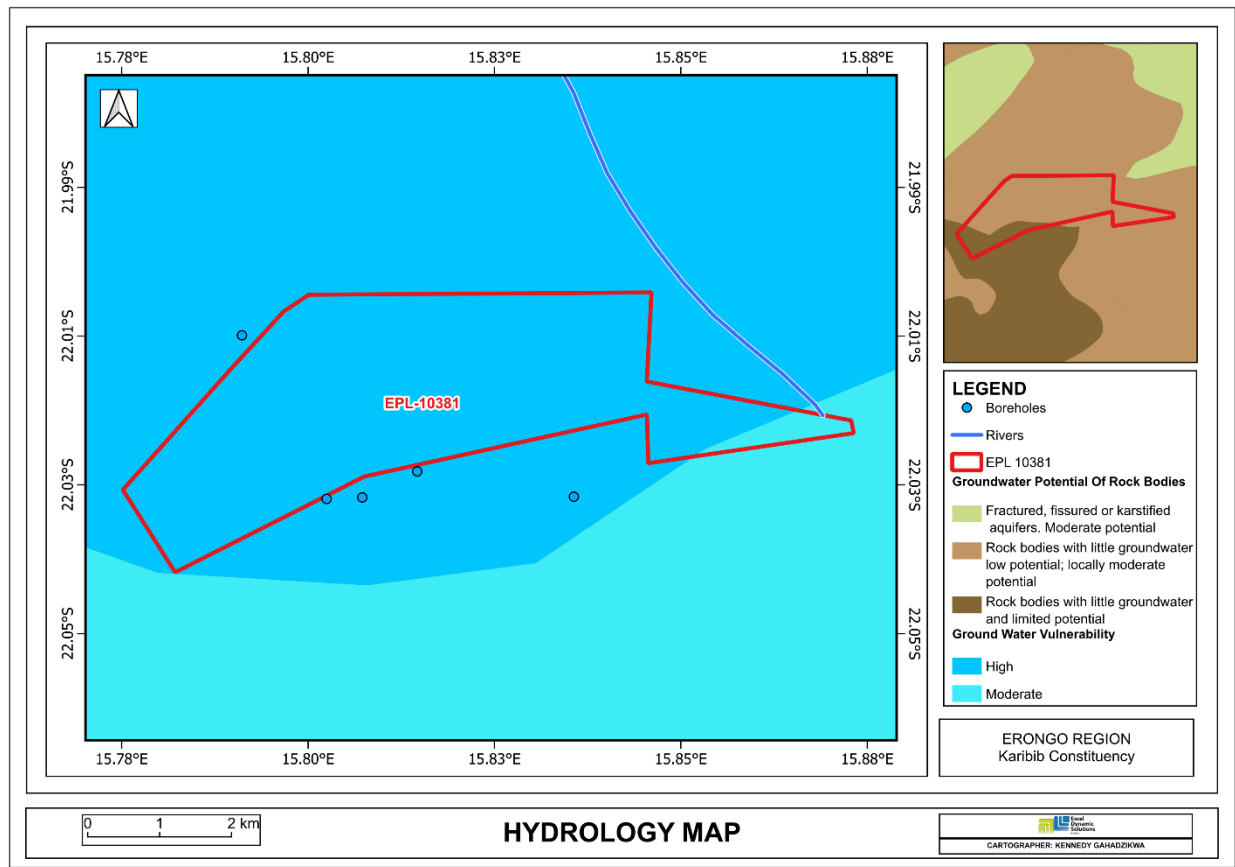 15.78°E 15.80°E 15.83°E 15.85°E 15.88°E
21.99°S 21.99°S
22.01°S 22.01°S
EPL-10381
22.03°S 22.03°S
22.05°S 22.05°S
15.78°E 15.80°E 15.83°E 15.85°E 15.88°E
LEGEND
Boreholes
Rivers
EPL 10381
Groundwater Potential Of Rock Bodies
Fractured, fissured or karstified
aquifers. Moderate potential
Rock bodies with little groundwater
low potential; locally moderate
potential
Rock bodies with little groundwater
and limited potential
Ground Water Vulnerability
High
Moderate
ERONGO REGION
Karibib Constituency
0 1 2 km
HYDROLOGY MAP
Excel
Dynamic
Solutions
CARTOGRAPHER: KENNEDY GAHADZIKWA